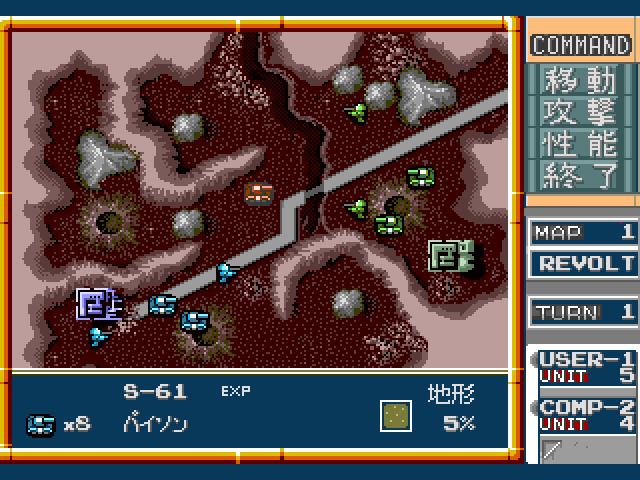 COMMAND
移動
攻撃
性能
終了
MAP 1
REVOLT
TURN 1
USER-1
UNIT 5
COMP-2
UNIT 4
S-61 EXP 地形
x8 バイソン 5%